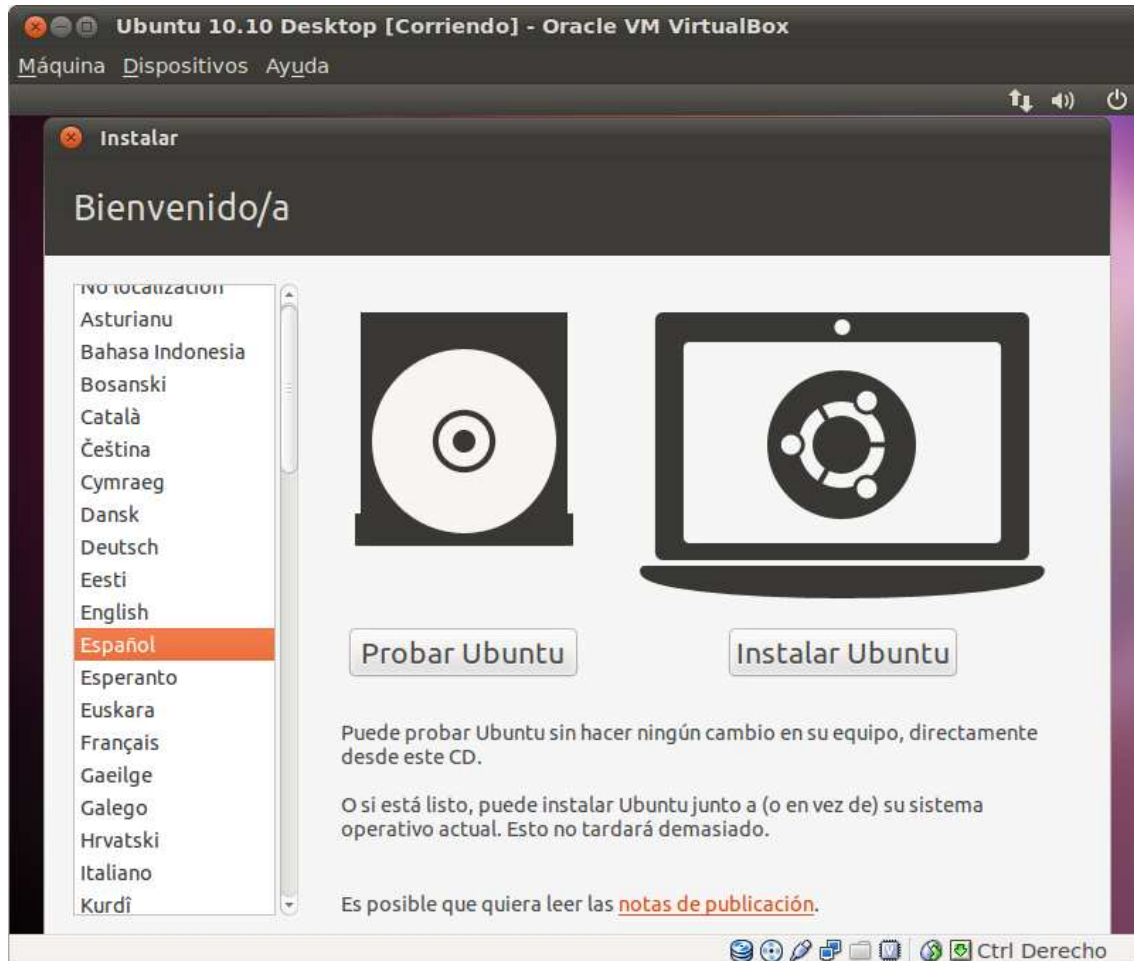 Ubuntu 10.10 Desktop [Corriendo] - Oracle VM VirtualBox
Máquina Dispositivos Ayuda
Instalar
Bienvenido/a
No localization
Asturianu
Bahasa Indonesia
Bosanski
Català
Čeština
Cymraeg
Dansk
Deutsch
Eesti
English
Español
Esperanto
Euskara
Français
Gaeilge
Galego
Hrvatski
Italiano
Kurdî
Probar Ubuntu
Instalar Ubuntu
Puede probar Ubuntu sin hacer ningún cambio en su equipo, directamente
desde este CD.
O si está listo, puede instalar Ubuntu junto a (o en vez de) su sistema
operativo actual. Esto no tardará demasiado.
Es posible que quiera leer las notas de publicación.
Ctrl Derecho